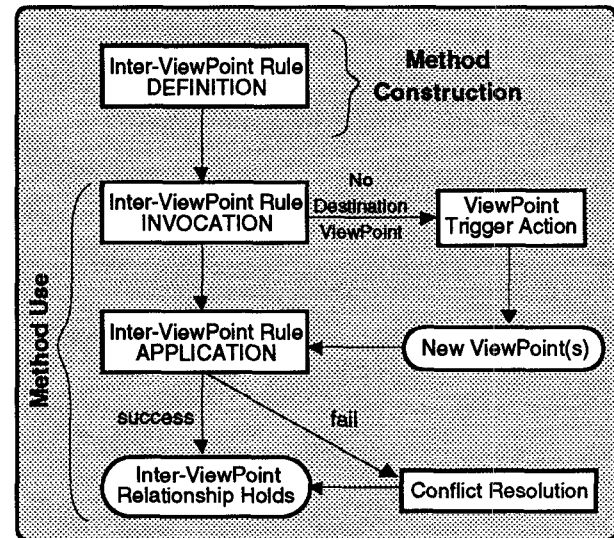 Inter-ViewPoint Rule
DEFINITION
Method
Construction
Inter-ViewPoint Rule
INVOCATION
No
Destination
ViewPoint
ViewPoint
Trigger Action
Method Use
Inter-ViewPoint Rule
APPLICATION
New ViewPoint(s)
success
fail
Inter-ViewPoint
Relationship Holds
Conflict Resolution